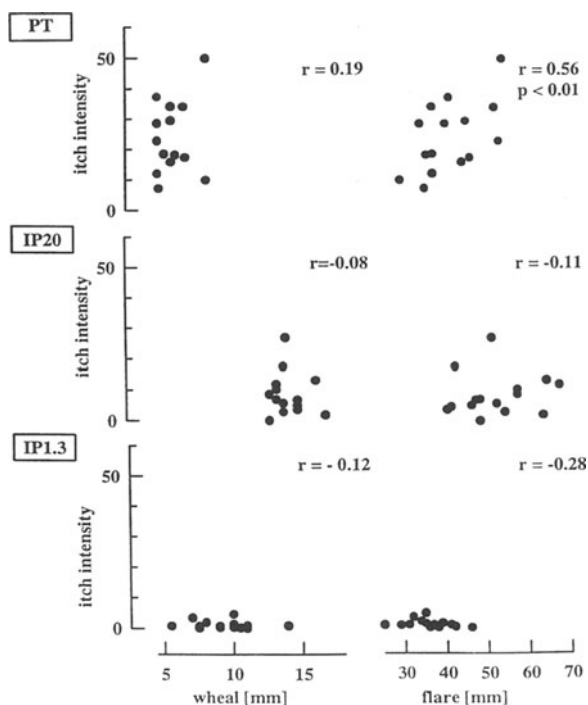 PT
50
0
itch intensity
r = 0.19
r = 0.56
p < 0.01
IP20
50
0
itch intensity
r=-0.08
r = -0.11
IP1.3
50
0
itch intensity
r = - 0.12
r = -0.28
5 10 15
30 40 50 60 70
wheal [mm]
flare [mm]